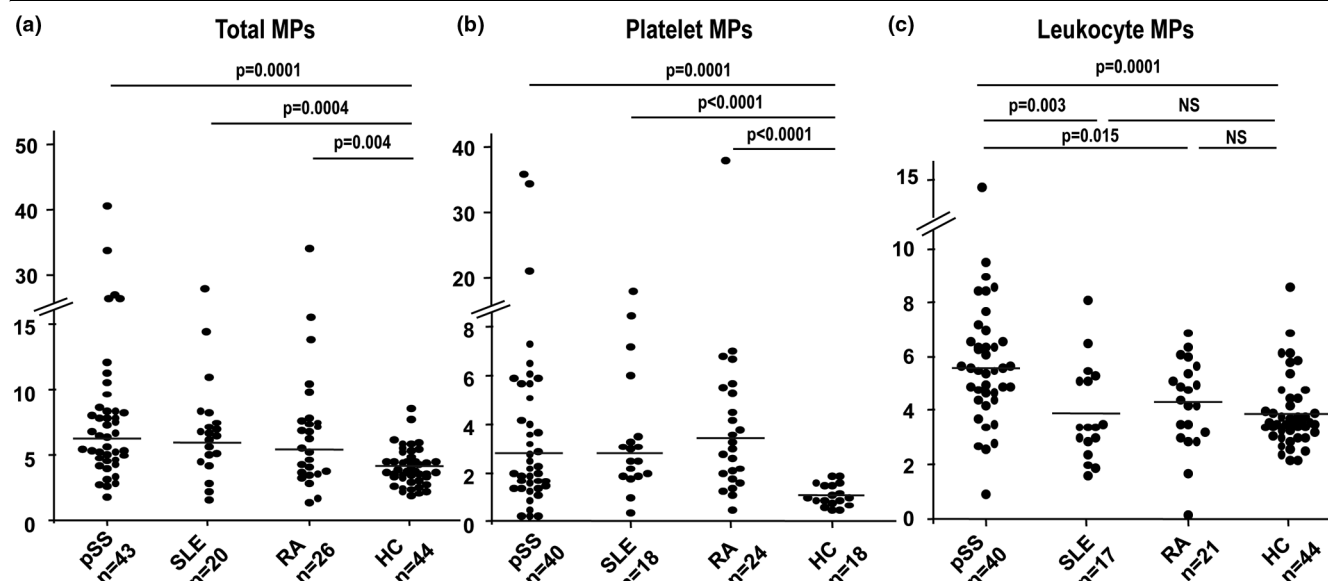 (a) Total MPs
p=0.0001
p=0.0004
p=0.004
50
40
30
15
10
5
0
pSS n=43
SLE n=20
RA n=26
HC n=44
(b) Platelet MPs
p=0.0001
p<0.0001
p<0.0001
40
30
20
8
6
4
2
0
pSS n=40
SLE n=18
RA n=24
HC n=18
(c) Leukocyte MPs
p=0.0001
p=0.003 NS
p=0.015 NS
15
10
8
6
4
2
0
pSS n=40
SLE n=17
RA n=21
HC n=44